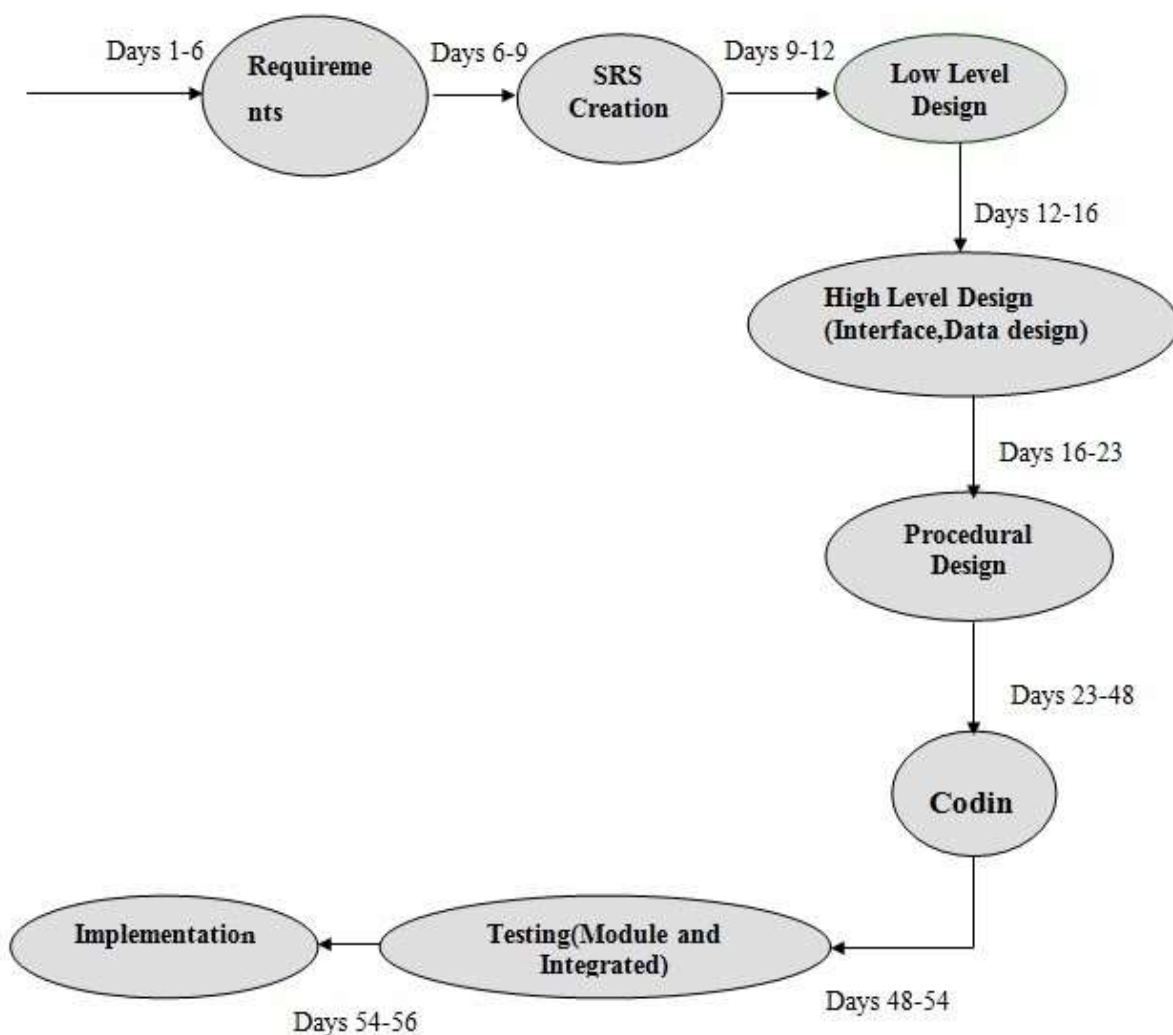 Days 1-6
Requireme
nts
Days 6-9
SRS
Creation
Days 9-12
Low Level
Design
Days 12-16
High Level Design
(Interface,Data design)
Days 16-23
Procedural
Design
Days 23-48
Codin
Days 48-54
Testing(Module and
Integrated)
Days 54-56
Implementation